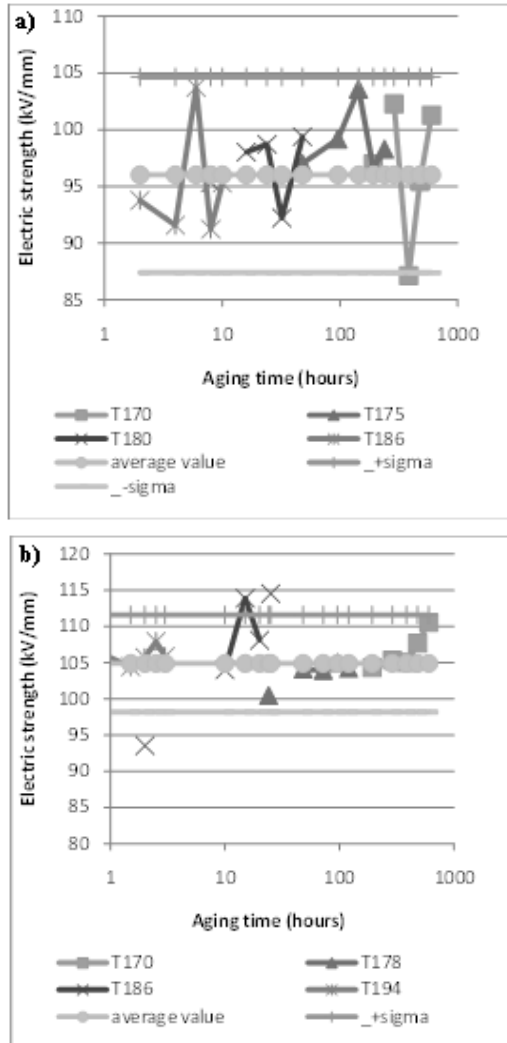 a)
110
105
100
95
90
85
Electric strength (kV/mm)
1 10 100 1000
Aging time (hours)
T170 T175
T180 T186
average value _+sigma
_-sigma
b)
120
115
110
105
100
95
90
85
80
Electric strength (kV/mm)
1 10 100 1000
Aging time (hours)
T170 T178
T186 T194
average value _+sigma